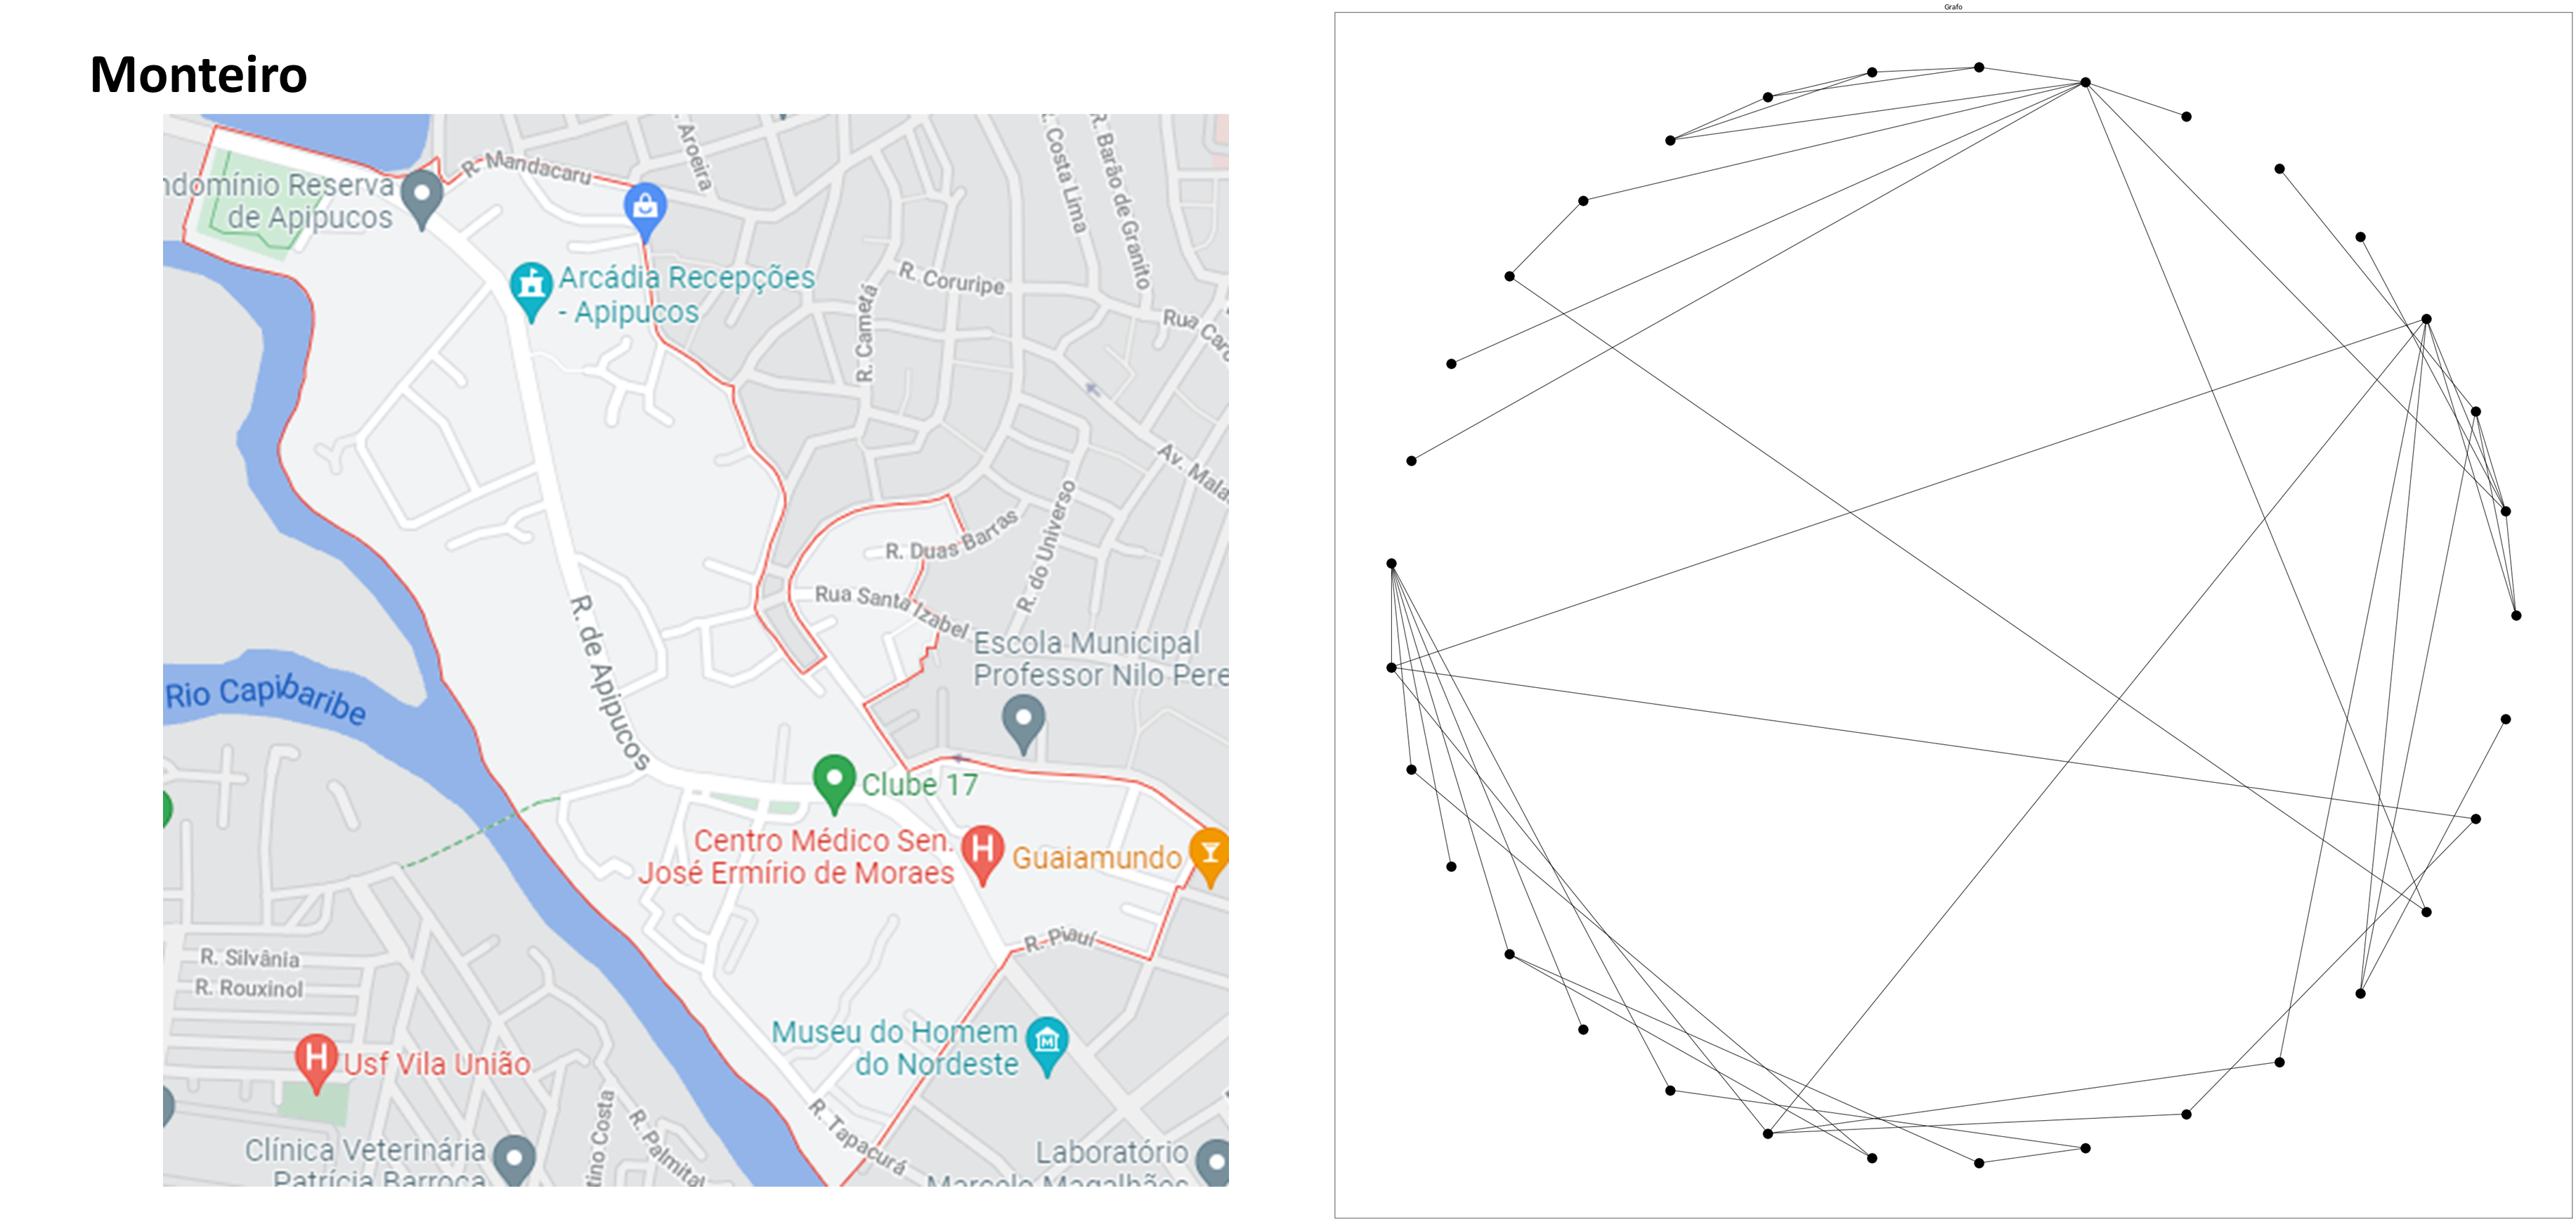 Grafo
Monteiro
R. Mandacaru
Aroeira
R. Costa Lima
R. Barão de Granito
ndomínio Reserva
de Apipucos
Arcádia Recepções
- Apipucos
R. Coruripe
R. Cametá
Rua Card
Av. Mala
R. do Universo
R. Duas Barras
Rua Santa Izabel
R. de Apipucos
Escola Municipal
Professor Nilo Pere
Rio Capibaribe
Clube 17
Centro Médico Sen.
José Ermírio de Moraes
Guaiamundo
R. Piauí
R. Silvânia
R. Rouxinol
Museu do Homem
do Nordeste
Usf Vila União
R. Tapacurá
tino Costa
R. Palmital
Clínica Veterinária
Patrícia Barroca
Laboratório
Marcelo Magalhães